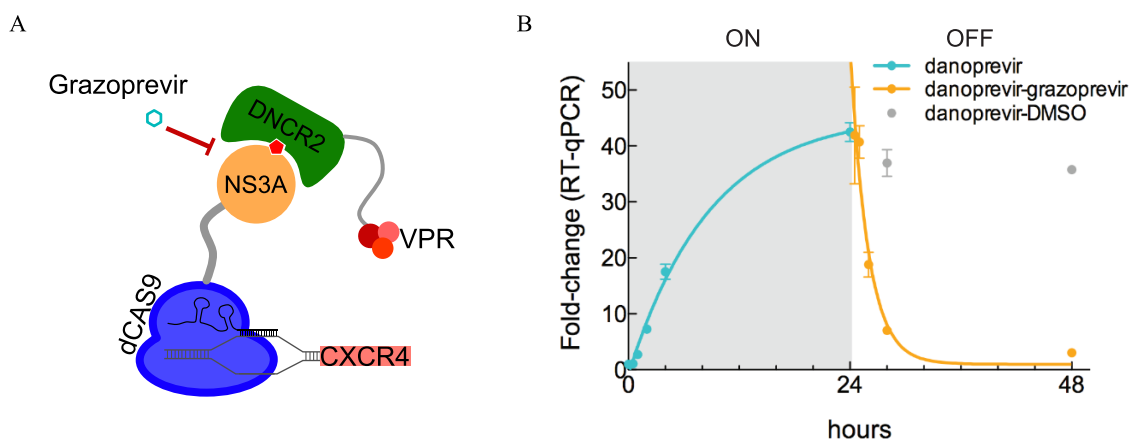 A
Grazoprevir
DNCR2
NS3A
VPR
dCAS9
CXCR4
B
ON
OFF
danoprevir
danoprevir-grazoprevir
danoprevir-DMSO
Fold-change (RT-qPCR)
50
40
30
20
10
0
0
24
48
hours